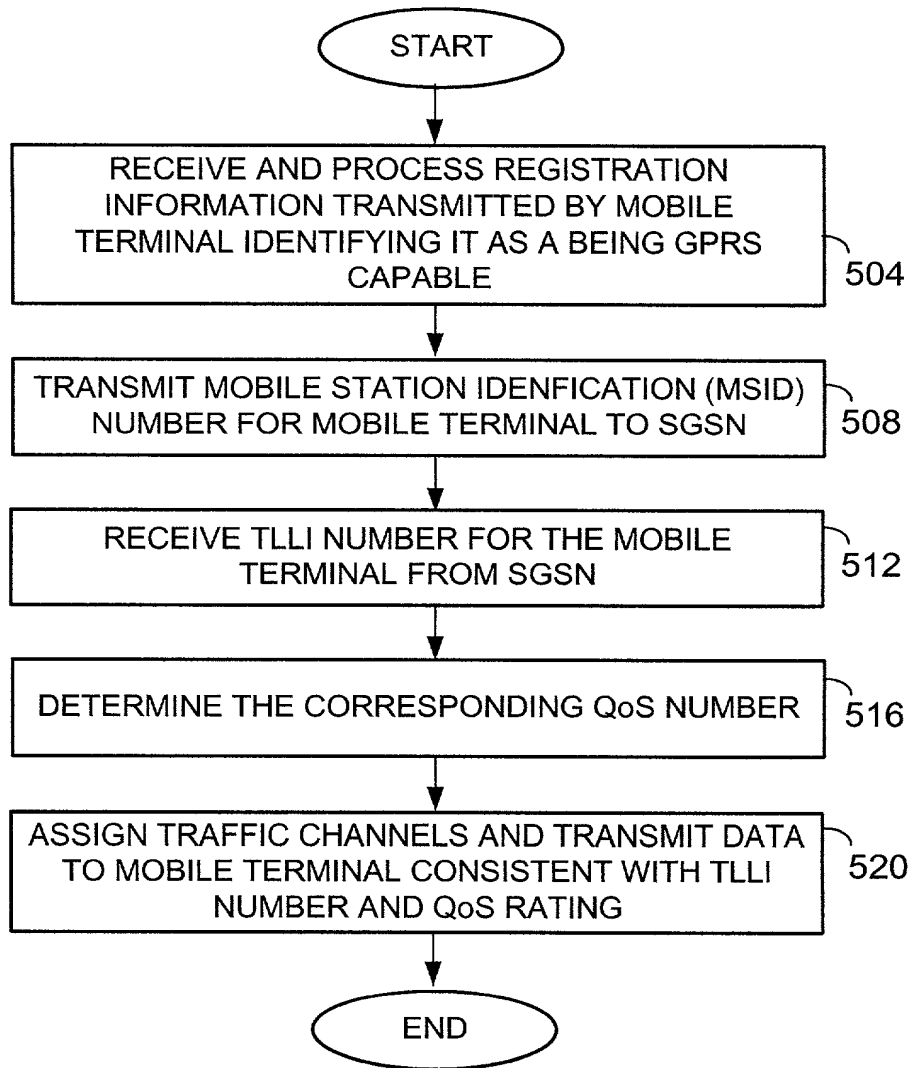 START
RECEIVE AND PROCESS REGISTRATION
INFORMATION TRANSMITTED BY MOBILE
TERMINAL IDENTIFYING IT AS A BEING GPRS
CAPABLE
504
TRANSMIT MOBILE STATION IDENFICATION (MSID)
NUMBER FOR MOBILE TERMINAL TO SGSN
508
RECEIVE TLLI NUMBER FOR THE MOBILE
TERMINAL FROM SGSN
512
DETERMINE THE CORRESPONDING QoS NUMBER
516
ASSIGN TRAFFIC CHANNELS AND TRANSMIT DATA
TO MOBILE TERMINAL CONSISTENT WITH TLLI
NUMBER AND QoS RATING
520
END